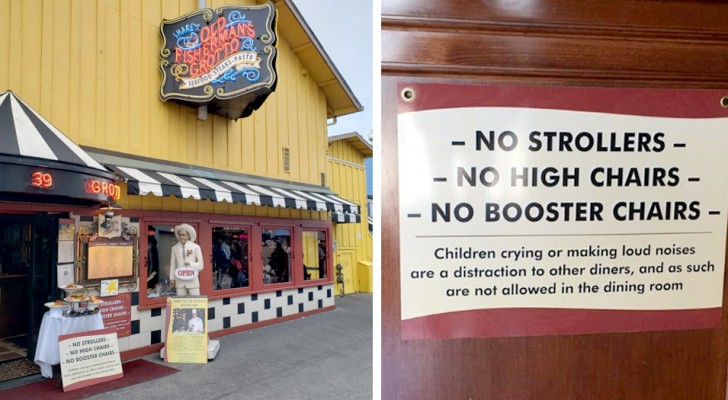 SHAKE'S
OLD
FISHERMAN'S
GROTTO
SEAFOOD·STEAKS·PASTA
39
GROT
OPEN
- NO STROLLERS -
- NO HIGH CHAIRS -
- NO BOOSTER CHAIRS -
– NO STROLLERS –
– NO HIGH CHAIRS –
– NO BOOSTER CHAIRS –
Children crying or making loud noises
are a distraction to other diners, and as such
are not allowed in the dining room